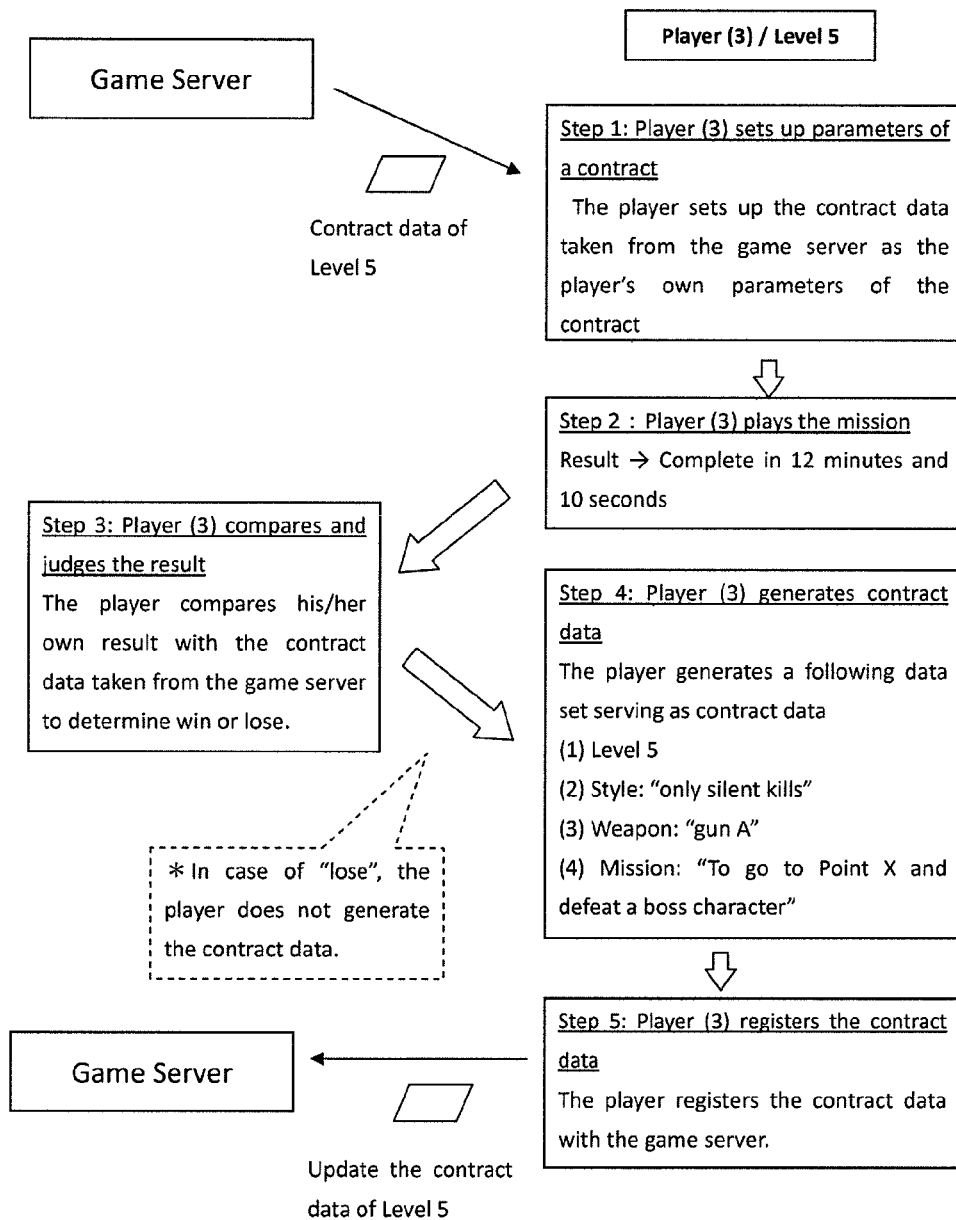 Player (3) / Level 5
Game Server
Contract data of
Level 5
Step 1: Player (3) sets up parameters of
a contract
The player sets up the contract data
taken from the game server as the
player's own parameters of the
contract
Step 2 : Player (3) plays the mission
Result → Complete in 12 minutes and
10 seconds
Step 3: Player (3) compares and
judges the result
The player compares his/her
own result with the contract
data taken from the game server
to determine win or lose.
* In case of "lose", the
player does not generate
the contract data.
Step 4: Player (3) generates contract
data
The player generates a following data
set serving as contract data
(1) Level 5
(2) Style: "only silent kills"
(3) Weapon: "gun A"
(4) Mission: "To go to Point X and
defeat a boss character"
Step 5: Player (3) registers the contract
data
The player registers the contract data
with the game server.
Game Server
Update the contract
data of Level 5